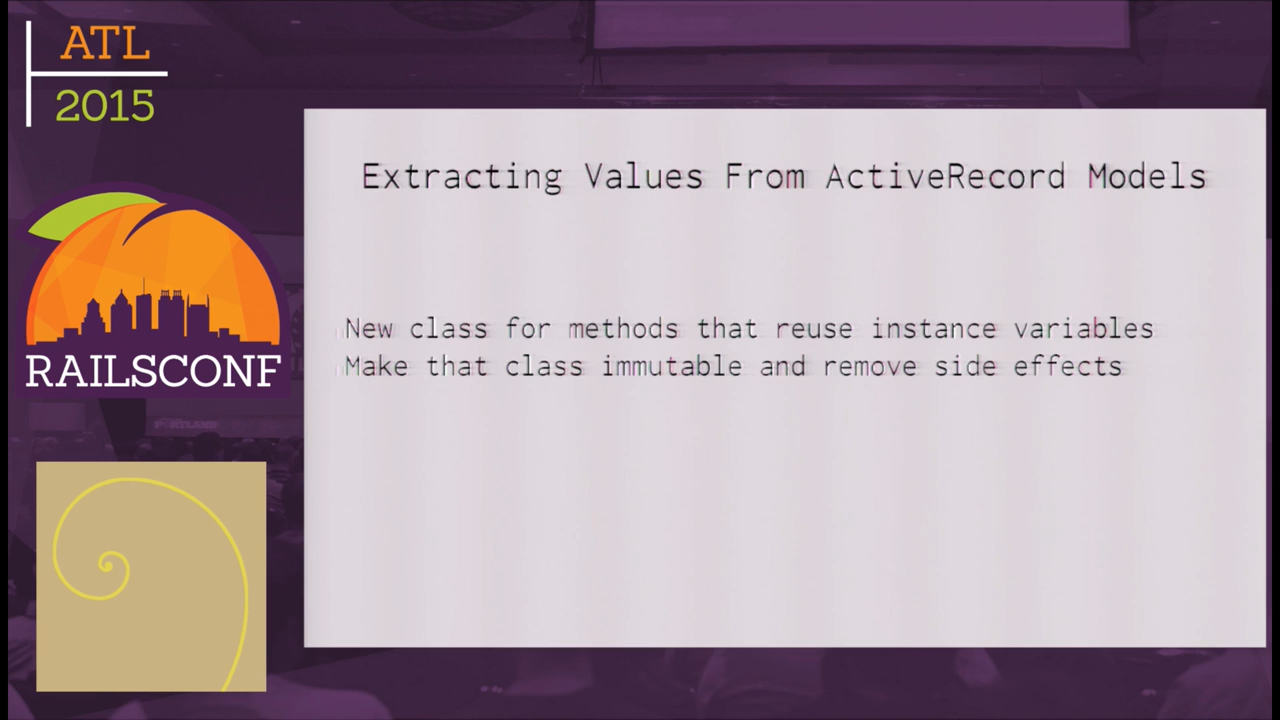 ATL
2015
RAILSCONF
Extracting Values From ActiveRecord Models
New class for methods that reuse instance variables
Make that class immutable and remove side effects